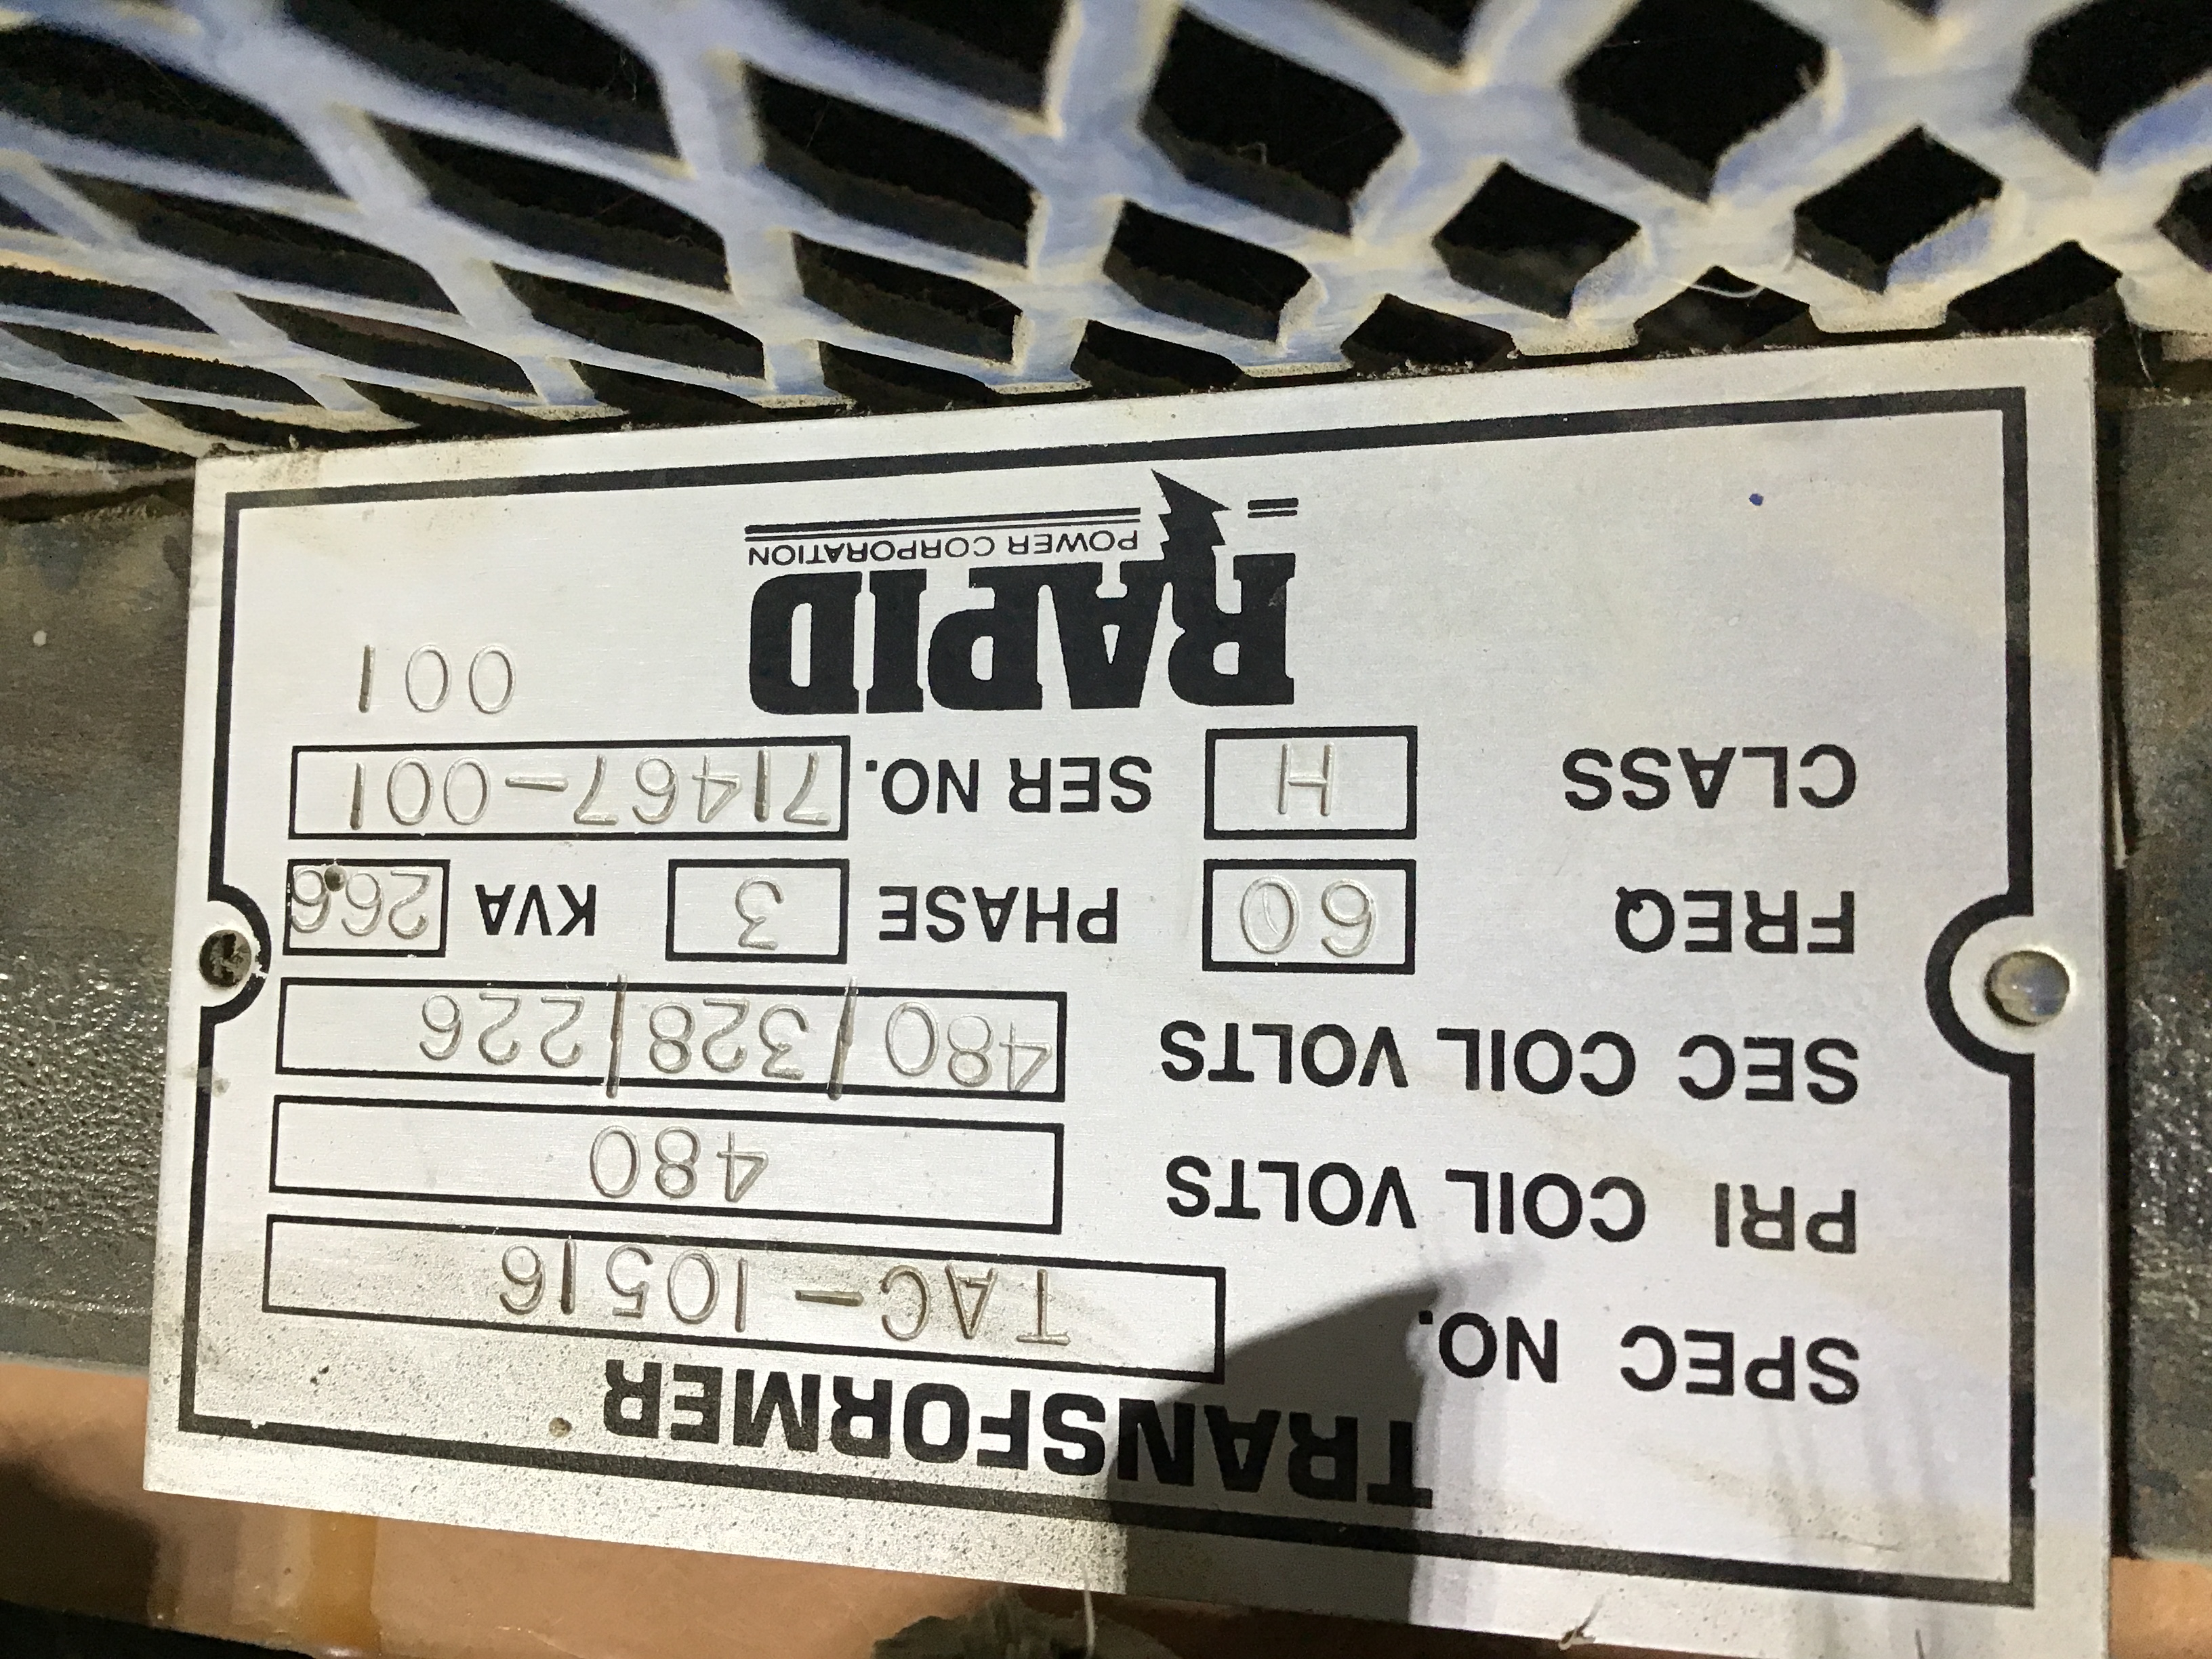 TRANSFORMER
SPEC NO. TAC-10516
PRI COIL VOLTS 480
SEC COIL VOLTS 480/328/226
FREQ 60 PHASE 3 KVA 266
CLASS H SER NO. 71467-001
001
RAPID
POWER CORPORATION